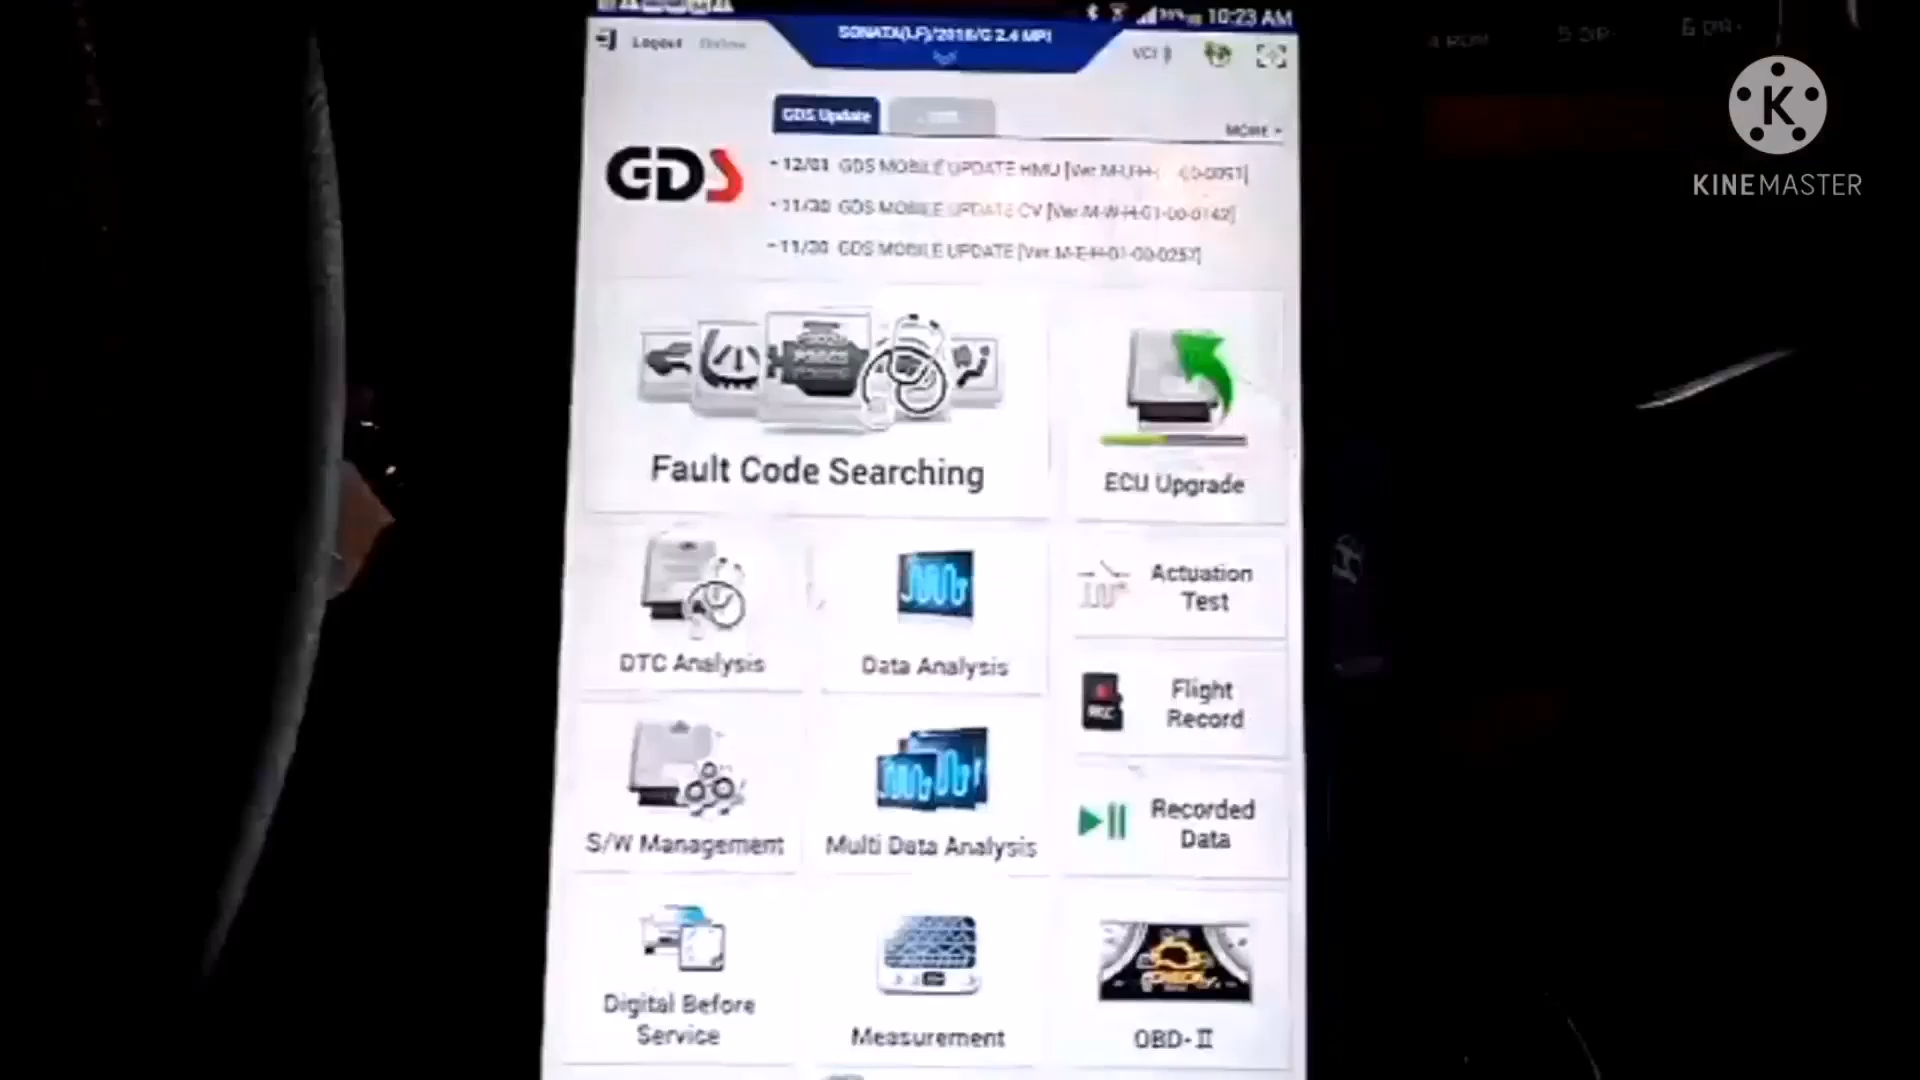 10:23 AM
Logout
SONATA(LF)/2018/G 2.4 MPI
VCI
GDS Update
MORE
GDS
- 12/01 GDS MOBILE UPDATE HMU
- 11/30 GDS MOBILE UPDATE CV [Ver.M-W-H-01-00-0142]
- 11/30 GDS MOBILE UPDATE [Ver.M-E-H-01-00-0257]
Fault Code Searching
ECU Upgrade
DTC Analysis
Data Analysis
Actuation
Test
REC
Flight
Record
S/W Management
Multi Data Analysis
Recorded
Data
Digital Before
Service
Measurement
CHECK
OBD-II
K
KINEMASTER